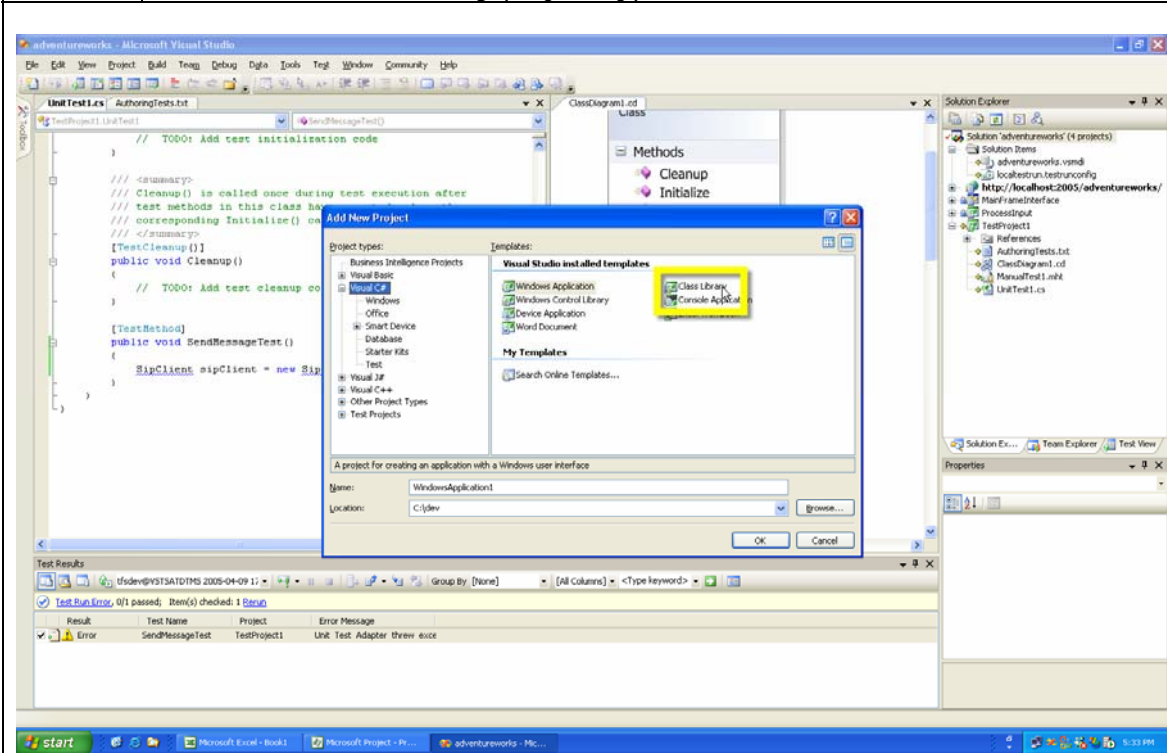 adventureworks - Microsoft Visual Studio
File Edit View Project Build Team Debug Data Tools Test Window Community Help
UnitTest1.cs AuthoringTests.txt
TestProject1.UnitTest1 SendMessageTest()
// TODO: Add test initialization code
}
/// <summary>
/// Cleanup() is called once during test execution after
/// test methods in this class ha
/// corresponding Initialize() ca
/// </summary>
[TestCleanup()]
public void Cleanup()
{
// TODO: Add test cleanup co
}
[TestMethod]
public void SendMessageTest()
{
SipClient sipClient = new Sip
}
}
}
Toolbox
ClassDiagram1.cd
Class
Methods
Cleanup
Initialize
Add New Project
Project types:
Business Intelligence Projects
Visual Basic
Visual C#
Windows
Office
Smart Device
Database
Starter Kits
Test
Visual J#
Visual C++
Other Project Types
Test Projects
Templates:
Visual Studio installed templates
Windows Application
Class Library
Windows Control Library
Console Application
Device Application
Word Document
My Templates
Search Online Templates...
A project for creating an application with a Windows user interface
Name: WindowsApplication1
Location: C:\dev
Browse...
OK Cancel
Solution Explorer
Solution 'adventureworks' (4 projects)
Solution Items
adventureworks.vsmdi
localtestrun.testrunconfig
http://localhost:2005/adventureworks/
MainFrameInterface
ProcessInput
TestProject1
References
AuthoringTests.txt
ClassDiagram1.cd
ManualTest1.mht
UnitTest1.cs
Solution Ex... Team Explorer Test View
Properties
Test Results
tfsdev@VSTSATDTMS 2005-04-09 17 Group By [None] [All Columns] <Type keyword>
Test Run Error, 0/1 passed; Item(s) checked: 1 Rerun
Result Test Name Project Error Message
Error SendMessageTest TestProject1 Unit Test Adapter threw exce
start Microsoft Excel - Book1 Microsoft Project - Pr... adventureworks - Mic... 5:33 PM